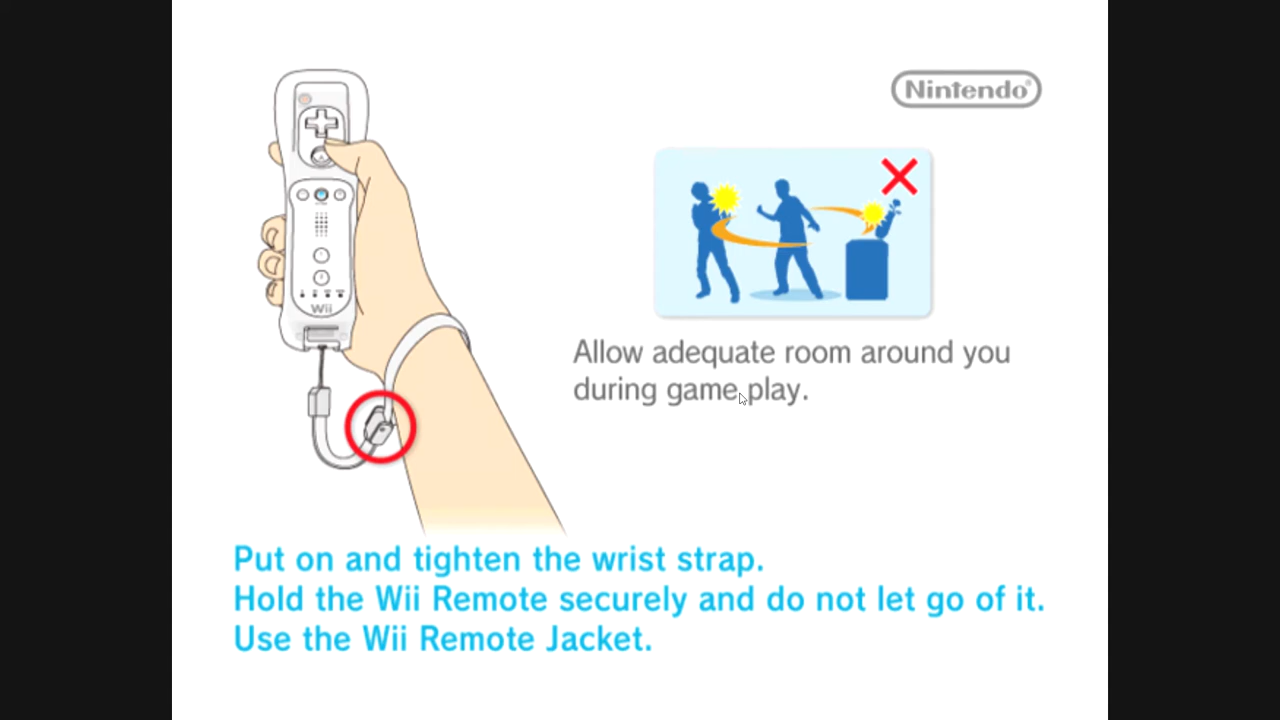 Nintendo®
Wii
Allow adequate room around you
during game play.
Put on and tighten the wrist strap.
Hold the Wii Remote securely and do not let go of it.
Use the Wii Remote Jacket.